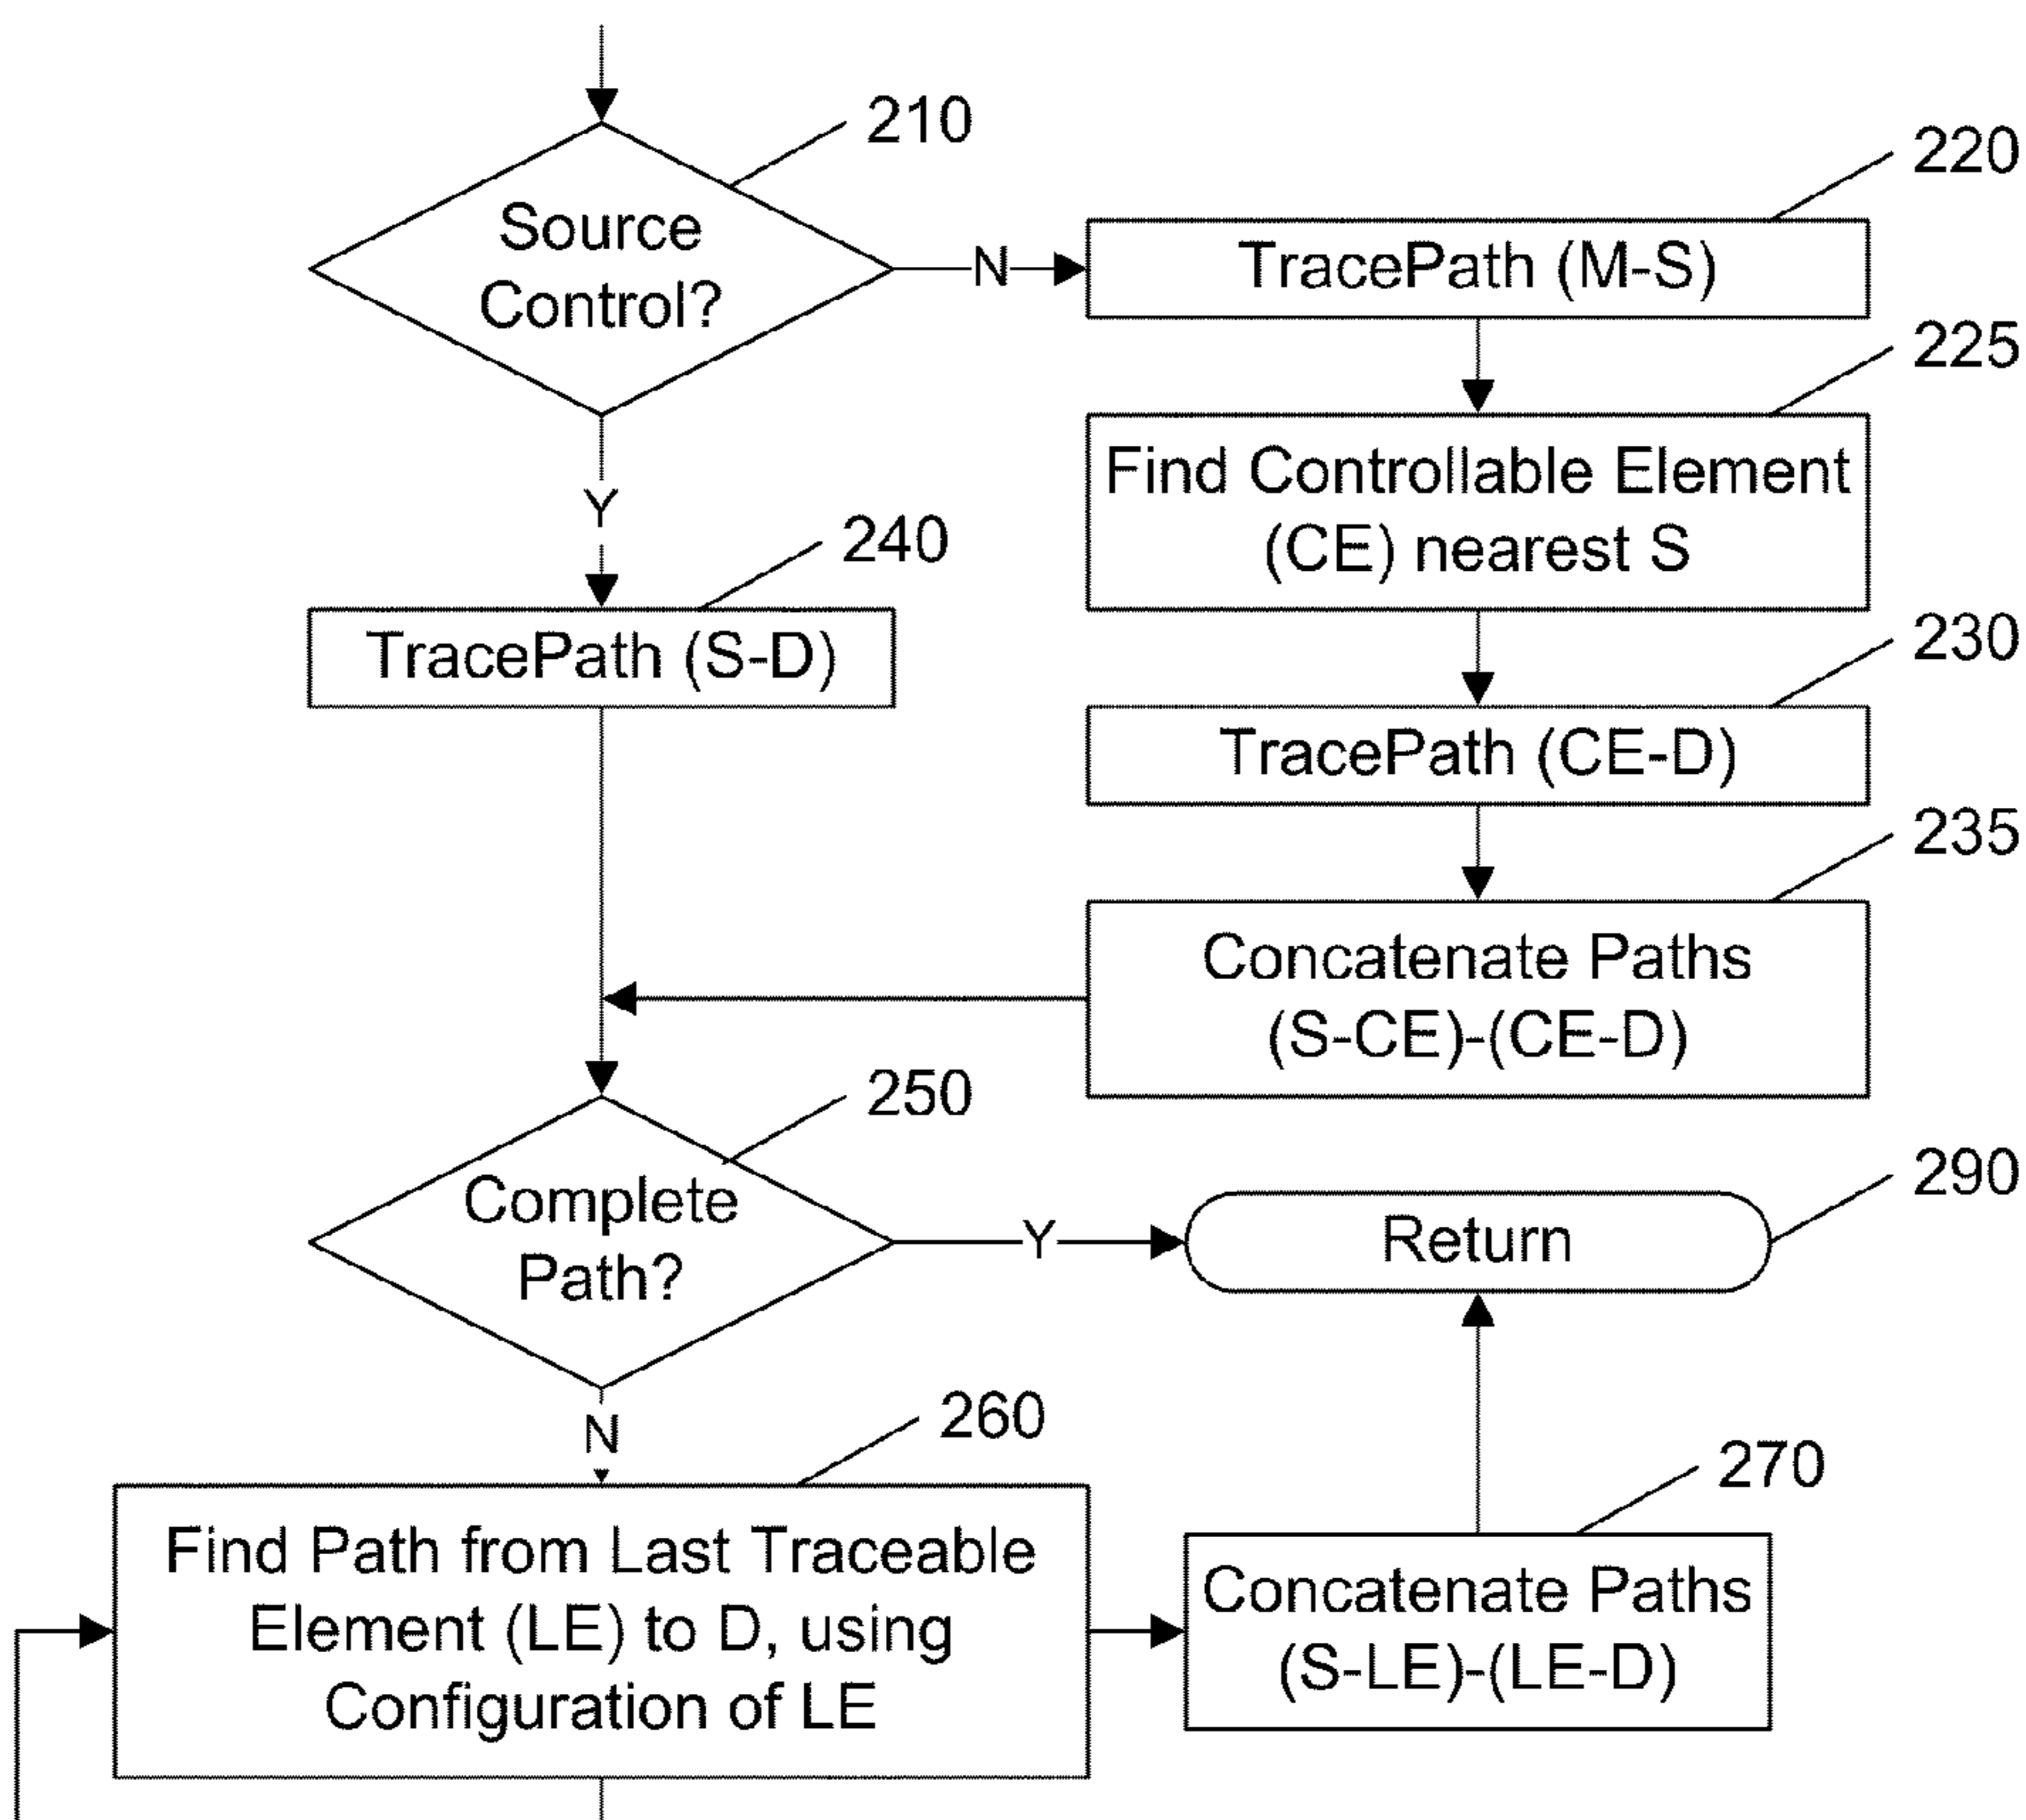 210
Source
Control?
N
220
TracePath (M-S)
225
Find Controllable Element
(CE) nearest S
Y
240
TracePath (S-D)
230
TracePath (CE-D)
235
Concatenate Paths
(S-CE)-(CE-D)
250
Complete
Path?
Y
290
Return
N
260
Find Path from Last Traceable
Element (LE) to D, using
Configuration of LE
270
Concatenate Paths
(S-LE)-(LE-D)